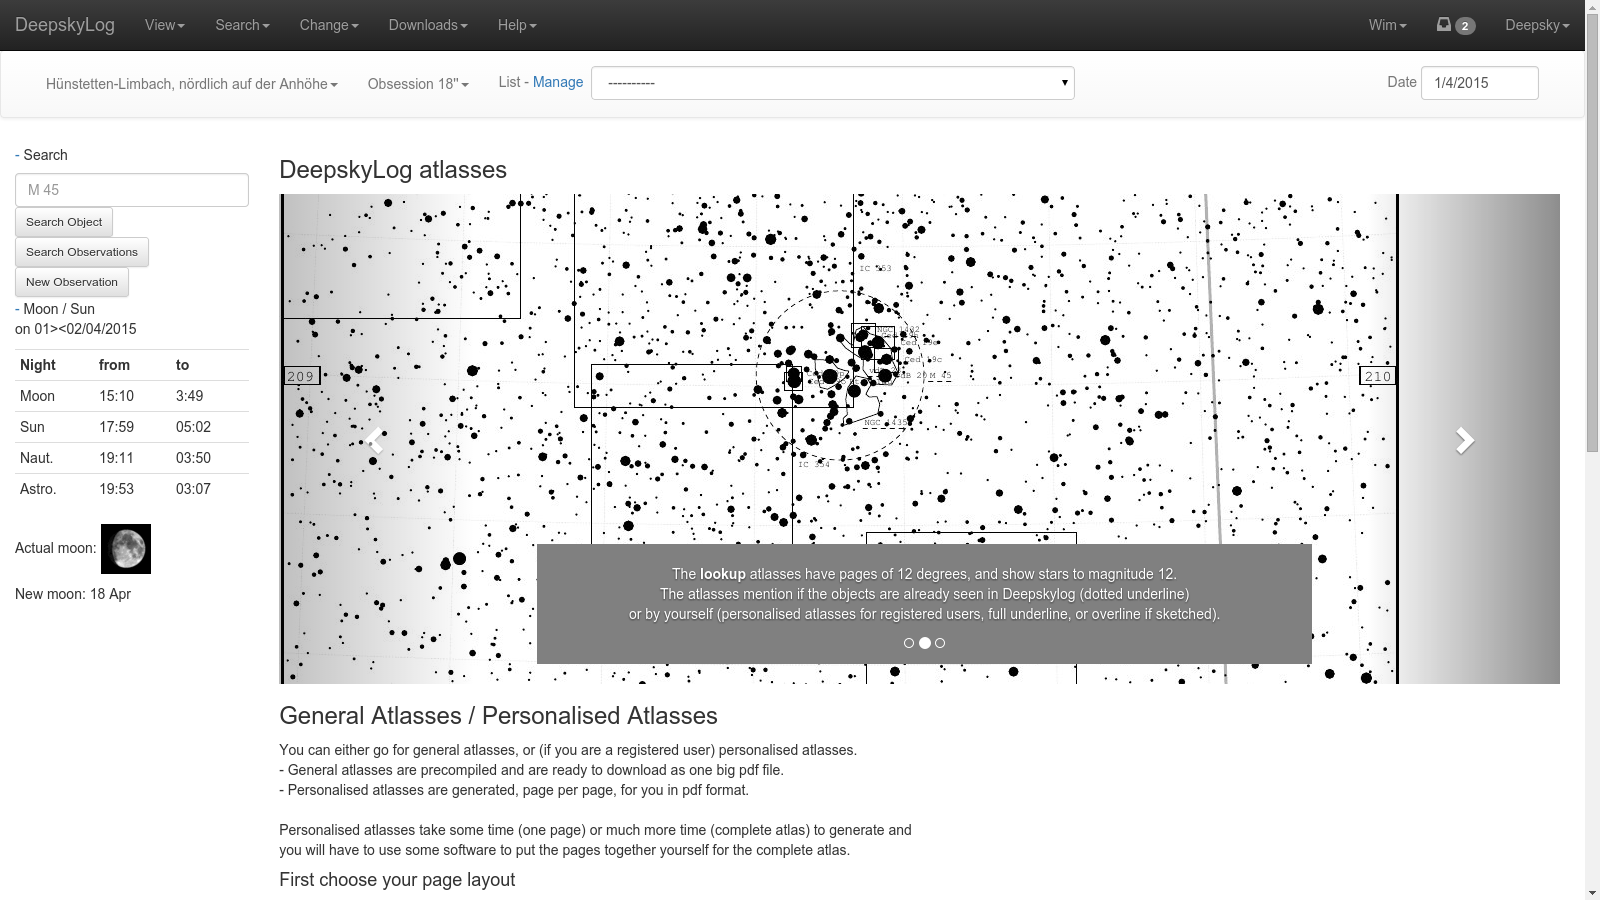 DeepskyLog View Search Change Downloads Help Wim 2 Deepsky
Hünstetten-Limbach, nördlich auf der Anhöhe Obsession 18" List - Manage ---------- Date 1/4/2015
- Search
M 45
Search Object
Search Observations
New Observation
- Moon / Sun
on 01><02/04/2015
Night from to
Moon 15:10 3:49
Sun 17:59 05:02
Naut. 19:11 03:50
Astro. 19:53 03:07
Actual moon:
New moon: 18 Apr
DeepskyLog atlasses
IC 353
NGC 1432
Ced 19e
Ced 19c
M 45
209
210
NGC 1435
IC 354
The lookup atlasses have pages of 12 degrees, and show stars to magnitude 12.
The atlasses mention if the objects are already seen in Deepskylog (dotted underline)
or by yourself (personalised atlasses for registered users, full underline, or overline if sketched).
General Atlasses / Personalised Atlasses
You can either go for general atlasses, or (if you are a registered user) personalised atlasses.
- General atlasses are precompiled and are ready to download as one big pdf file.
- Personalised atlasses are generated, page per page, for you in pdf format.
Personalised atlasses take some time (one page) or much more time (complete atlas) to generate and
you will have to use some software to put the pages together yourself for the complete atlas.
First choose your page layout